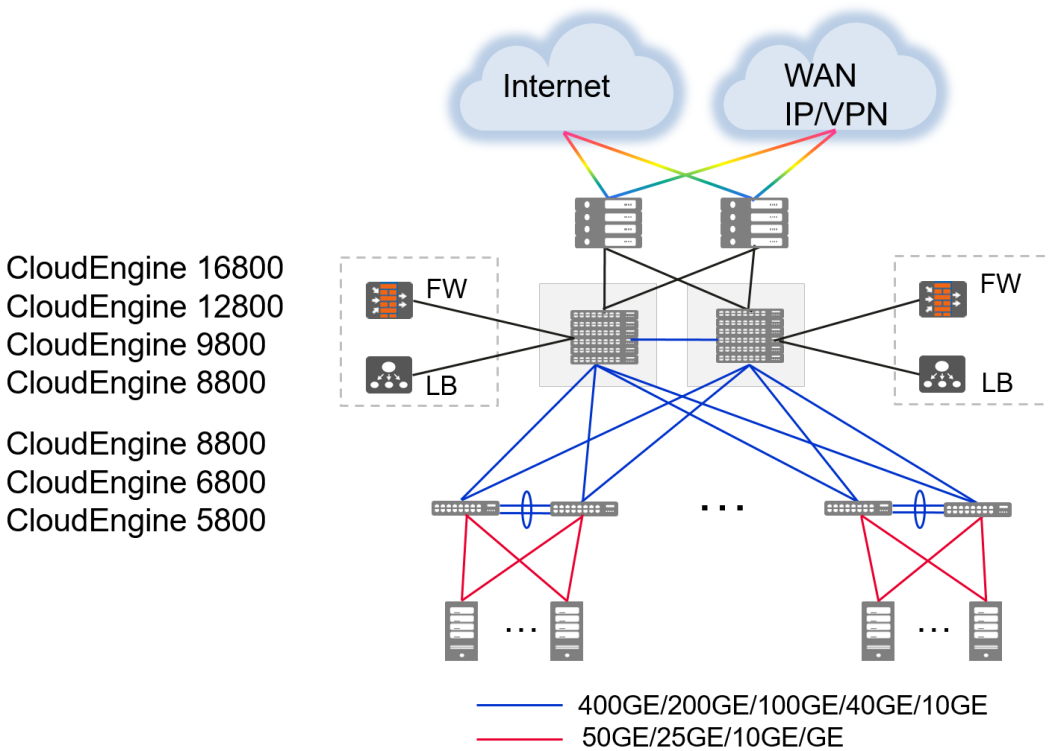 Internet
WAN
IP/VPN
CloudEngine 16800
CloudEngine 12800
CloudEngine 9800
CloudEngine 8800
FW
LB
FW
LB
CloudEngine 8800
CloudEngine 6800
CloudEngine 5800
...
...
...
400GE/200GE/100GE/40GE/10GE
50GE/25GE/10GE/GE